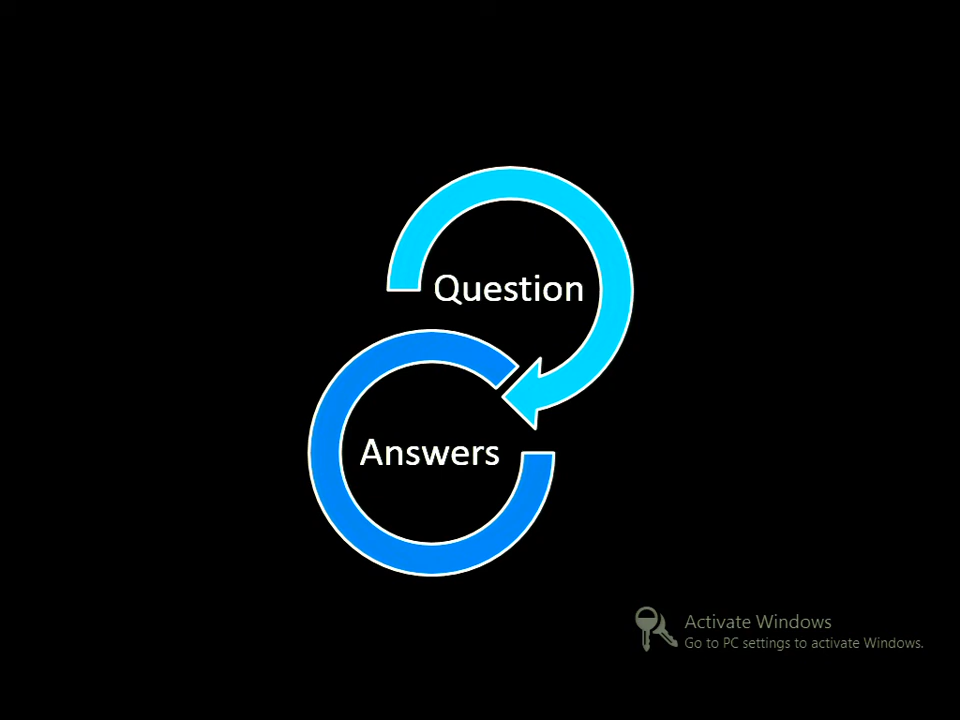 Question
Answers
Activate Windows
Go to PC settings to activate Windows.